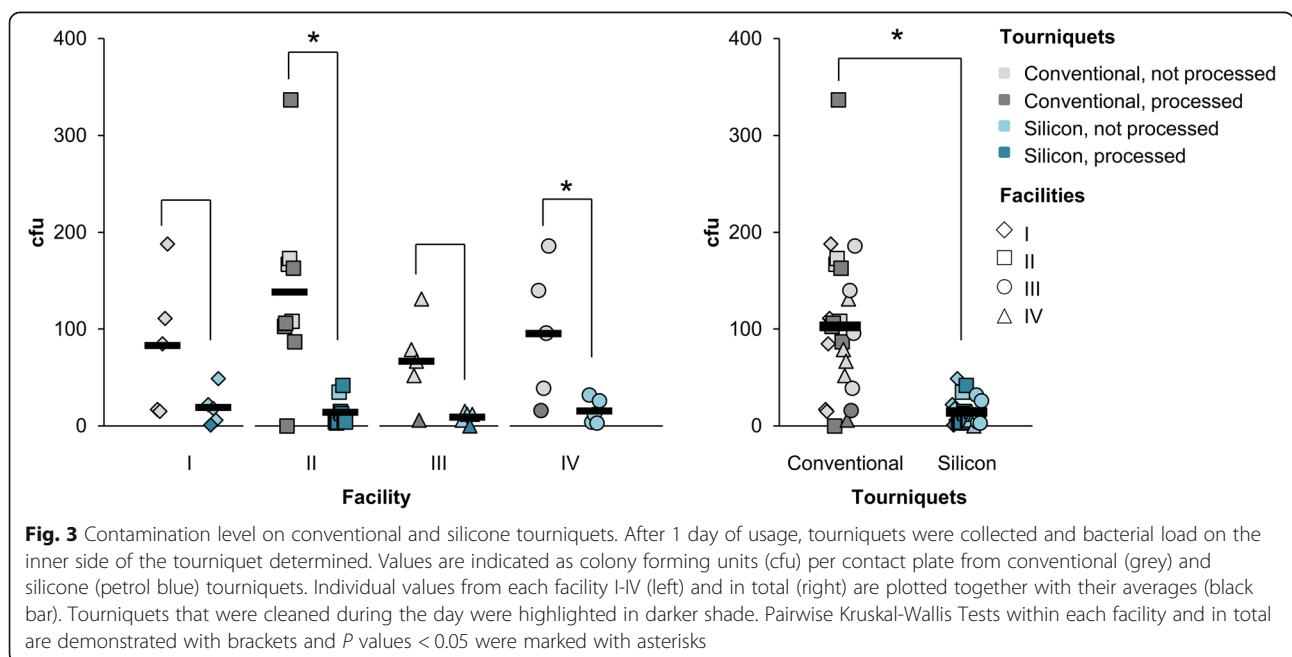 400
300
200
100
0
cfu
*
*
I
II
III
IV
Facility
400
300
200
100
0
cfu
*
Conventional
Silicon
Tourniquets
Tourniquets
Conventional, not processed
Conventional, processed
Silicon, not processed
Silicon, processed
Facilities
I
II
III
IV
Fig. 3 Contamination level on conventional and silicone tourniquets. After 1 day of usage, tourniquets were collected and bacterial load on the
inner side of the tourniquet determined. Values are indicated as colony forming units (cfu) per contact plate from conventional (grey) and
silicone (petrol blue) tourniquets. Individual values from each facility I-IV (left) and in total (right) are plotted together with their averages (black
bar). Tourniquets that were cleaned during the day were highlighted in darker shade. Pairwise Kruskal-Wallis Tests within each facility and in total
are demonstrated with brackets and P values < 0.05 were marked with asterisks